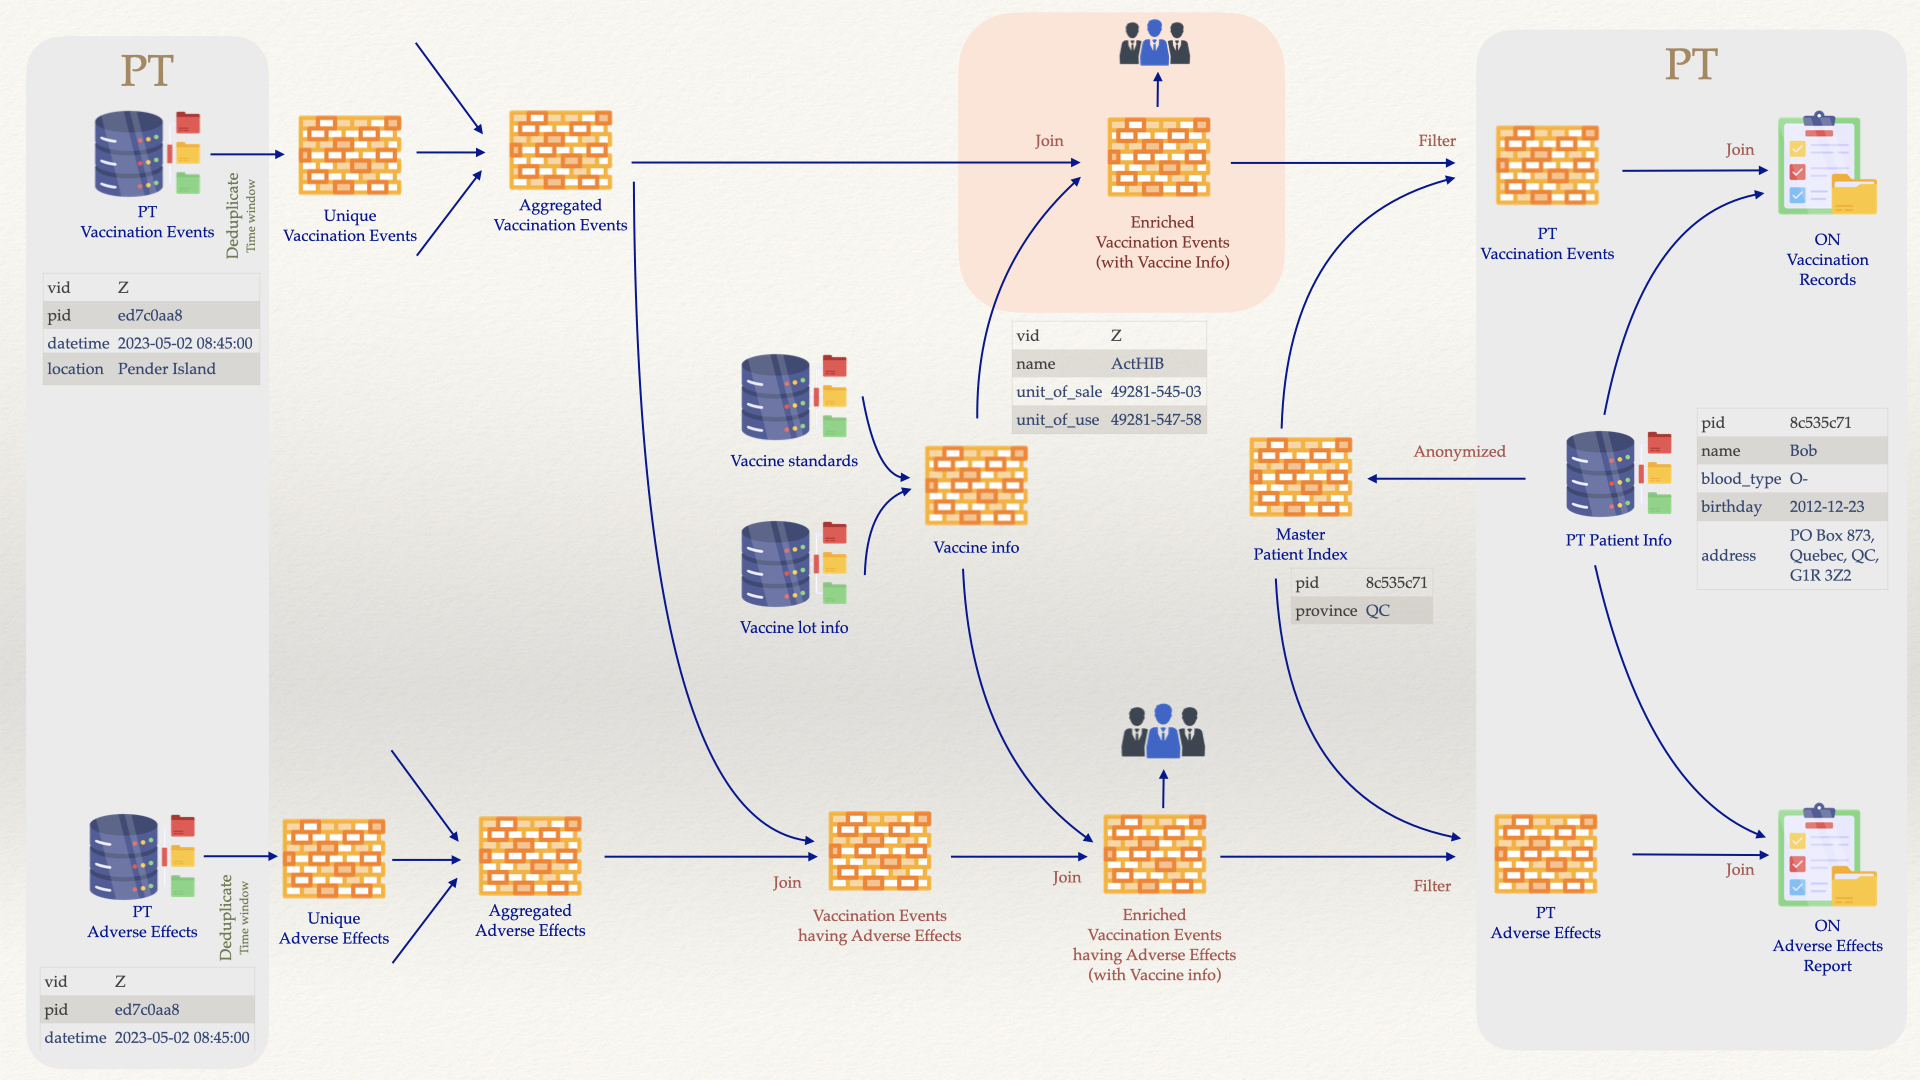 PT
PT
Vaccination Events
Deduplicate
Time window
vid Z
pid ed7c0aa8
datetime 2023-05-02 08:45:00
location Pender Island
Unique
Vaccination Events
Aggregated
Vaccination Events
Join
Enriched
Vaccination Events
(with Vaccine Info)
Filter
PT
PT
Vaccination Events
Join
ON
Vaccination
Records
vid Z
name ActHIB
unit_of_sale 49281-545-03
unit_of_use 49281-547-58
Vaccine standards
Vaccine lot info
Vaccine info
Master
Patient Index
pid 8c535c71
province QC
Anonymized
PT Patient Info
pid 8c535c71
name Bob
blood_type O-
birthday 2012-12-23
address PO Box 873,
Quebec, QC,
G1R 3Z2
PT
Adverse Effects
Deduplicate
Time window
vid Z
pid ed7c0aa8
datetime 2023-05-02 08:45:00
Unique
Adverse Effects
Aggregated
Adverse Effects
Join
Vaccination Events
having Adverse Effects
Join
Enriched
Vaccination Events
having Adverse Effects
(with Vaccine info)
Filter
PT
Adverse Effects
Join
ON
Adverse Effects
Report